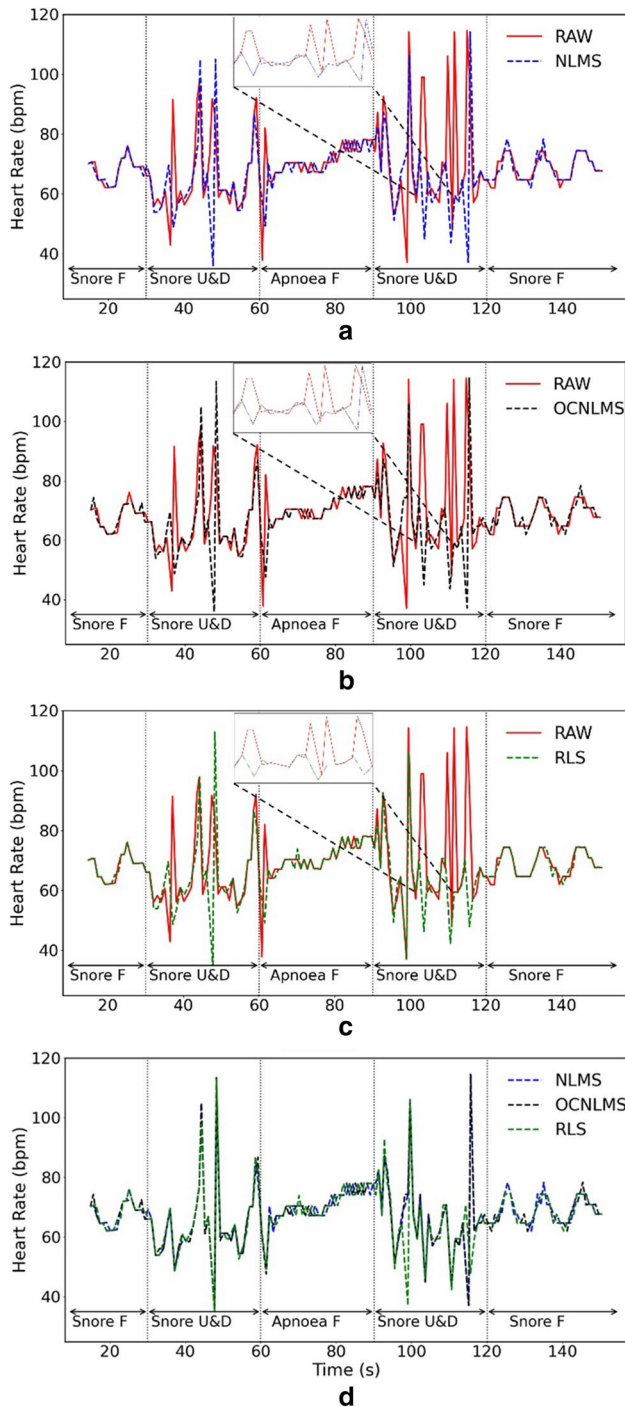 120
100
80
60
40
Heart Rate (bpm)
RAW
NLMS
Snore F
Snore U&D
Apnoea F
Snore U&D
Snore F
20 40 60 80 100 120 140
a
120
100
80
60
40
Heart Rate (bpm)
RAW
OCNLMS
Snore F
Snore U&D
Apnoea F
Snore U&D
Snore F
20 40 60 80 100 120 140
b
120
100
80
60
40
Heart Rate (bpm)
RAW
RLS
Snore F
Snore U&D
Apnoea F
Snore U&D
Snore F
20 40 60 80 100 120 140
c
120
100
80
60
40
Heart Rate (bpm)
NLMS
OCNLMS
RLS
Snore F
Snore U&D
Apnoea F
Snore U&D
Snore F
20 40 60 80 100 120 140
Time (s)
d